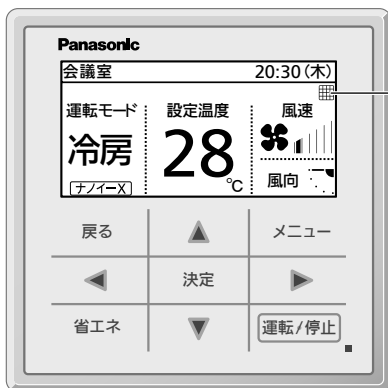 Panasonic
会議室 20:30(木)
運転モード 設定温度 風速
冷房 28℃
ナノイーX 風向
戻る メニュー
決定
省エネ 運転/停止